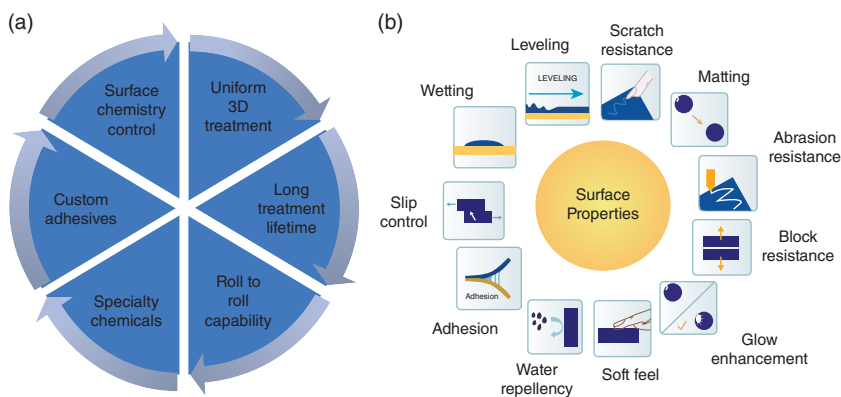 (a)
Surface
chemistry
control
Uniform
3D
treatment
Custom
adhesives
Long
treatment
lifetime
Specialty
chemicals
Roll to
roll
capability
(b)
Leveling
Scratch
resistance
Wetting
LEVELING
Matting
Abrasion
resistance
Slip
control
Surface
Properties
Block
resistance
Adhesion
Adhesion
Glow
enhancement
Water
repellency
Soft feel